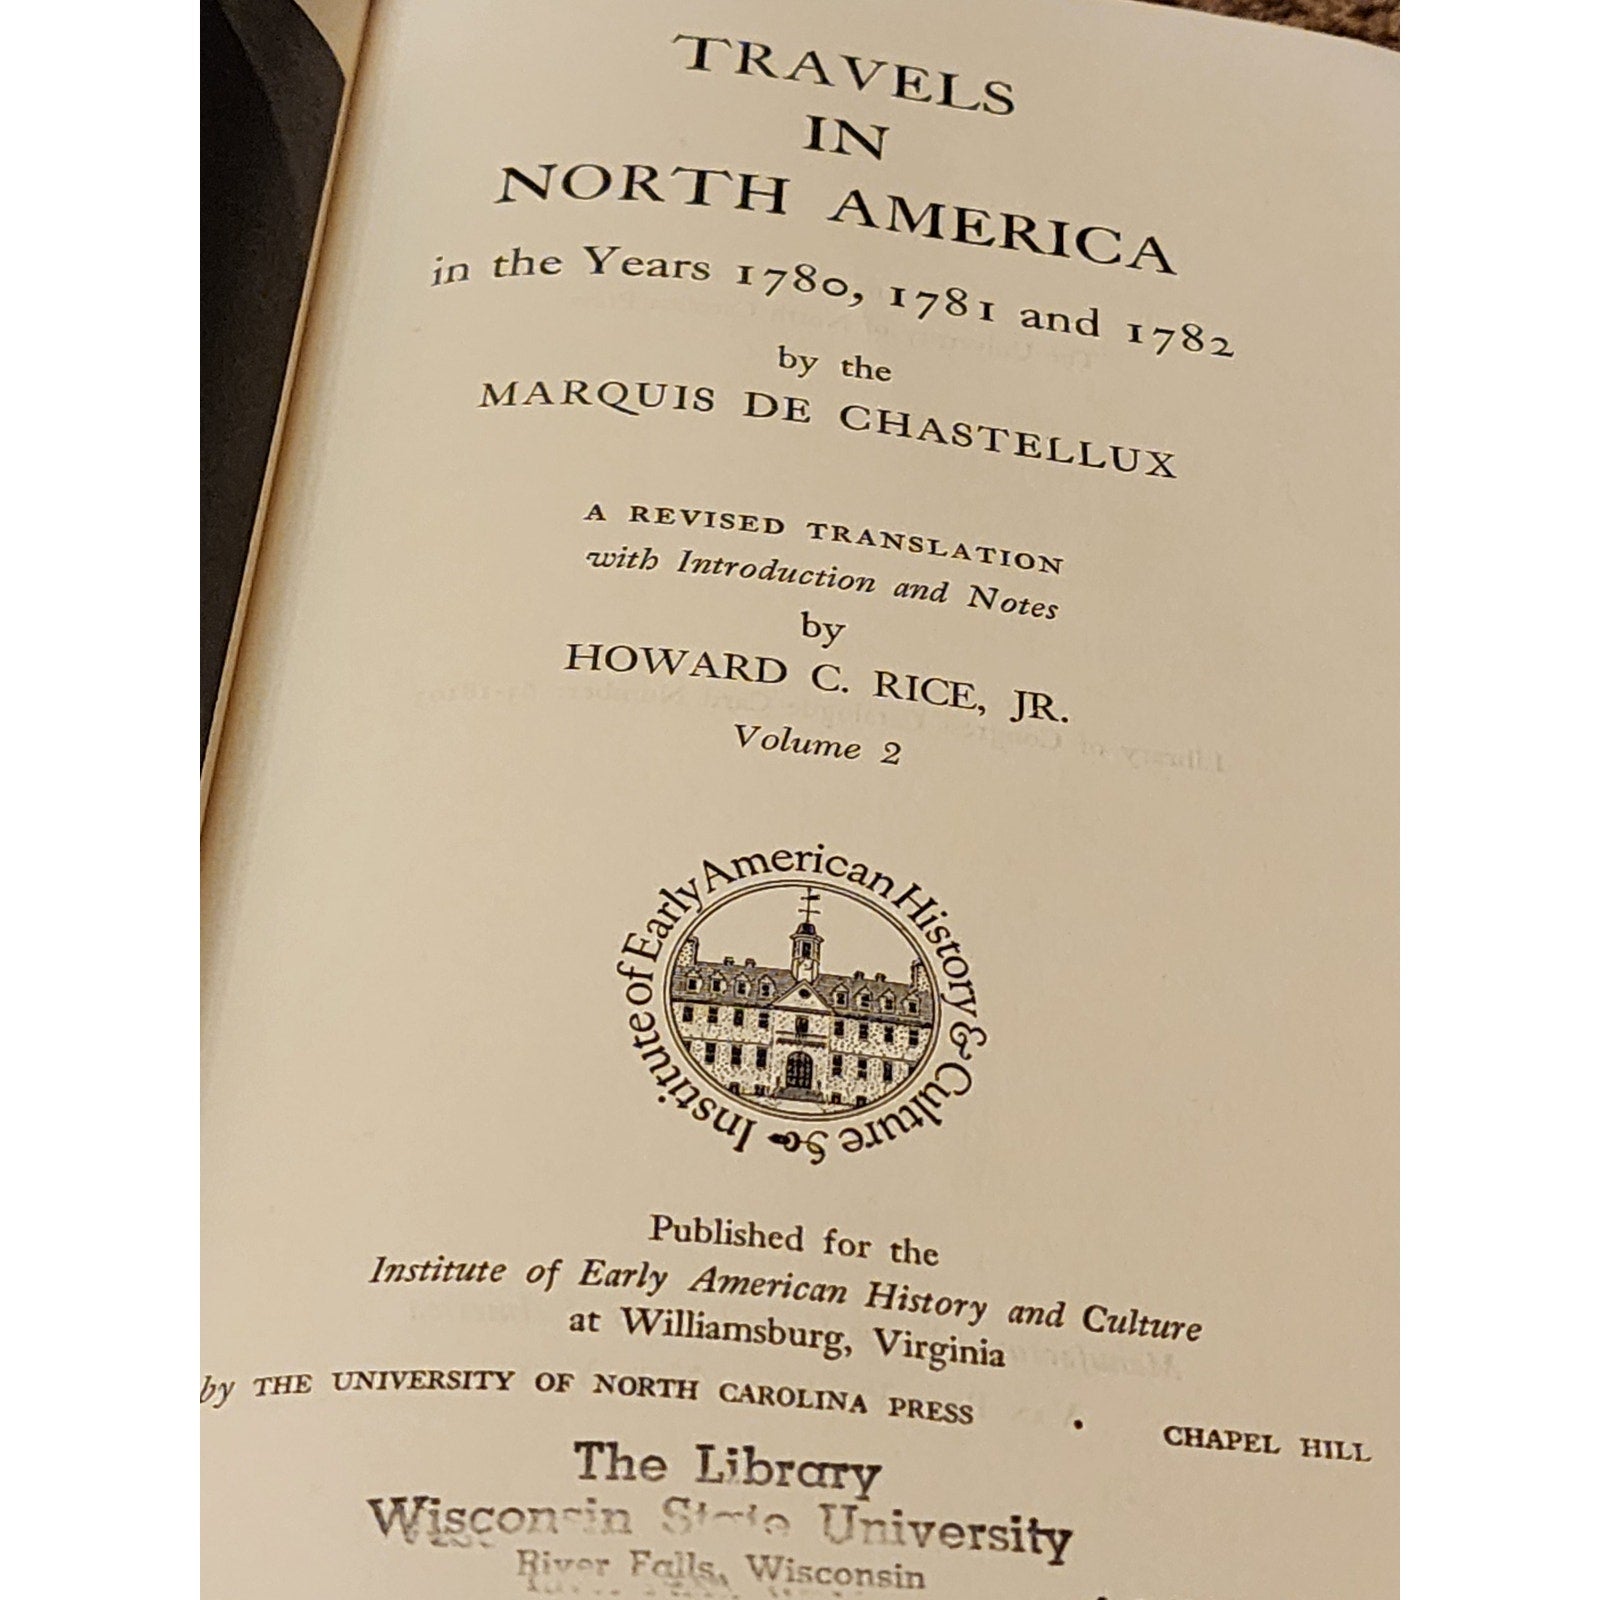 TRAVELS
IN
NORTH AMERICA
in the Years 1780, 1781 and 1782
by the
MARQUIS DE CHASTELLUX
A REVISED TRANSLATION
with Introduction and Notes
by
HOWARD C. RICE, JR.
Volume 2
Institute of Early American History & Culture
Published for the
Institute of Early American History and Culture
at Williamsburg, Virginia
by THE UNIVERSITY OF NORTH CAROLINA PRESS · CHAPEL HILL
The Library
Wisconsin State University
River Falls, Wisconsin